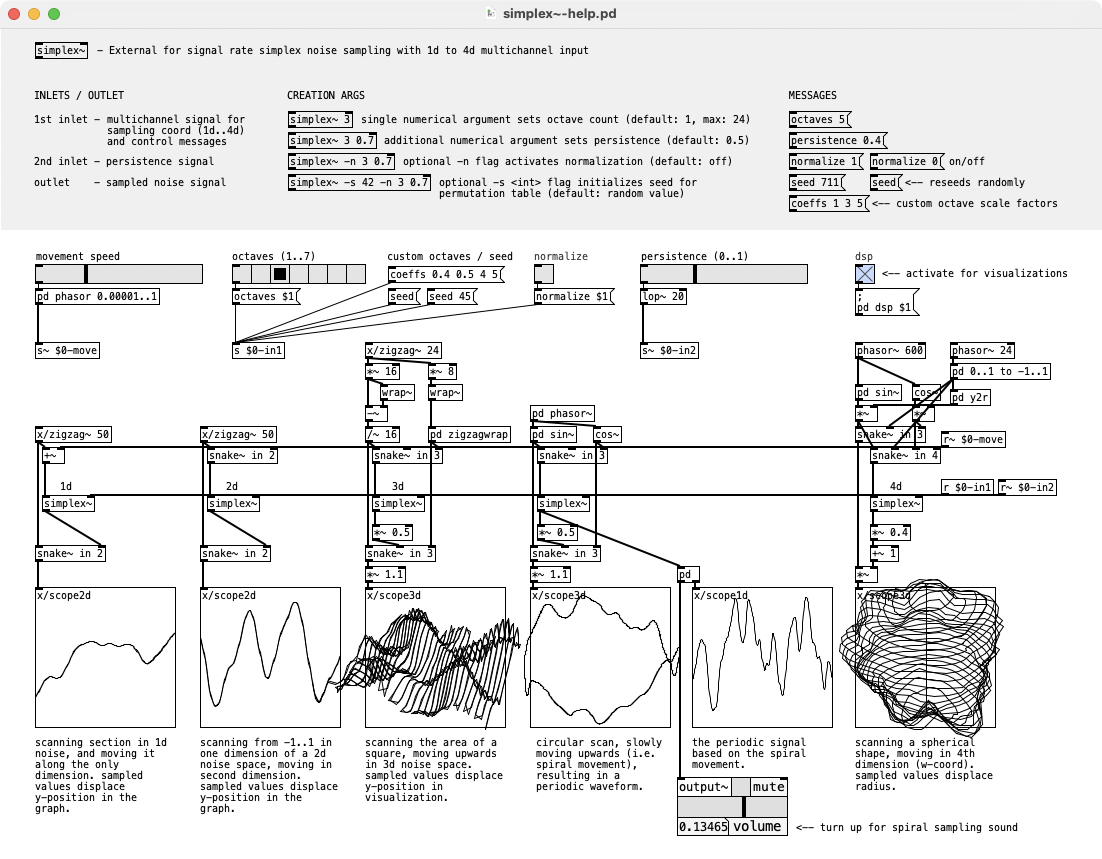 simplex~-help.pd
simplex~ – External for signal rate simplex noise sampling with 1d to 4d multichannel input
INLETS / OUTLET
1st inlet – multichannel signal for
sampling coord (1d..4d)
and control messages
2nd inlet – persistence signal
outlet – sampled noise signal
CREATION ARGS
simplex~ 3 single numerical argument sets octave count (default: 1, max: 24)
simplex~ 3 0.7 additional numerical argument sets persistence (default: 0.5)
simplex~ -n 3 0.7 optional -n flag activates normalization (default: off)
simplex~ -s 42 -n 3 0.7 optional -s <int> flag initializes seed for
permutation table (default: random value)
MESSAGES
octaves 5
persistence 0.4
normalize 1 normalize 0 on/off
seed 711 seed <-- reseeds randomly
coeffs 1 3 5 <-- custom octave scale factors
movement speed
pd phasor 0.00001..1
s~ $0-move
octaves (1..7)
octaves $1
s $0-in1
custom octaves / seed
coeffs 0.4 0.5 4 5
seed seed 45
normalize
normalize $1
persistence (0..1)
lop~ 20
s~ $0-in2
dsp
<-- activate for visualizations
;
pd dsp $1
x/zigzag~ 50
+~
1d
simplex~
snake~ in 2
x/scope2d
scanning section in 1d
noise, and moving it
along the only
dimension. sampled
values displace
y-position in the
graph.
x/zigzag~ 50
snake~ in 2
2d
simplex~
snake~ in 2
x/scope2d
scanning from -1..1 in
one dimension of a 2d
noise space, moving in
second dimension.
sampled values displace
y-position in the
graph.
x/zigzag~ 24
*~ 16 *~ 8
wrap~ wrap~
-~
/~ 16 pd zigzagwrap
snake~ in 3
3d
simplex~
*~ 0.5
snake~ in 3
*~ 1.1
x/scope3d
scanning the area of a
square, moving upwards
in 3d noise space.
sampled values displace
y-position in
visualization.
pd phasor~
pd sin~ cos~
snake~ in 3
simplex~
*~ 0.5
snake~ in 3
*~ 1.1
x/scope3d
circular scan, slowly
moving upwards (i.e.
spiral movement),
resulting in a
periodic waveform.
pd
x/scope1d
the periodic signal
based on the spiral
movement.
output~ mute
0.13465 volume
<-- turn up for spiral sampling sound
phasor~ 600 phasor~ 24
pd 0..1 to -1..1
pd sin~ cos~ pd y2r
*~ *~
snake~ in 3 r~ $0-move
snake~ in 4
4d
r $0-in1 r~ $0-in2
simplex~
*~ 0.4
+~ 1
*~
x/scope3d
scanning a spherical
shape, moving in 4th
dimension (w-coord).
sampled values displace
radius.